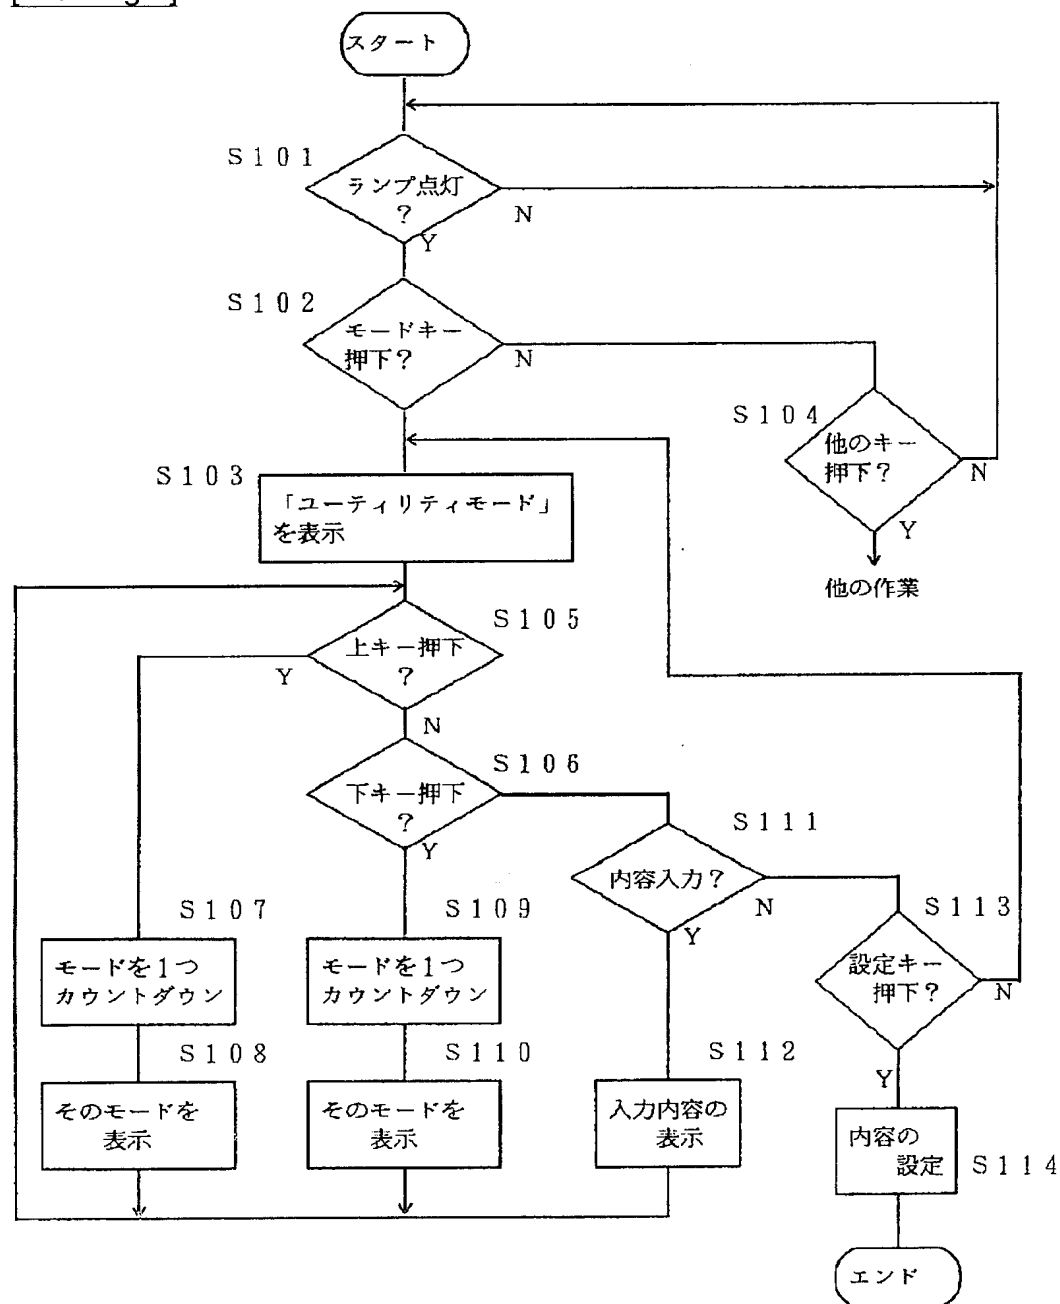 スタート
S101
ランプ点灯
?
N
Y
S102
モードキー
押下?
N
S104
他のキー
押下?
N
Y
他の作業
S103
「ユーティリティモード」
を表示
S105
上キー押下
?
Y
N
S106
下キー押下
?
Y
S111
内容入力?
N
Y
S113
設定キー
押下?
N
Y
S107
モードを1つ
カウントダウン
S109
モードを1つ
カウントダウン
S108
そのモードを
表示
S110
そのモードを
表示
S112
入力内容の
表示
内容の
設定
S114
エンド